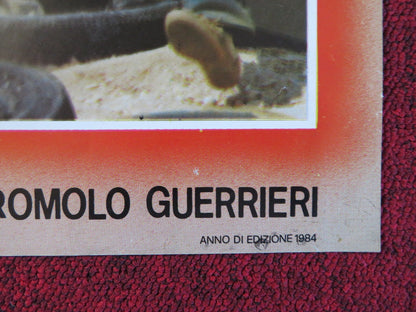 ROMOLO GUERRIERI
ANNO DI EDIZIONE 1984